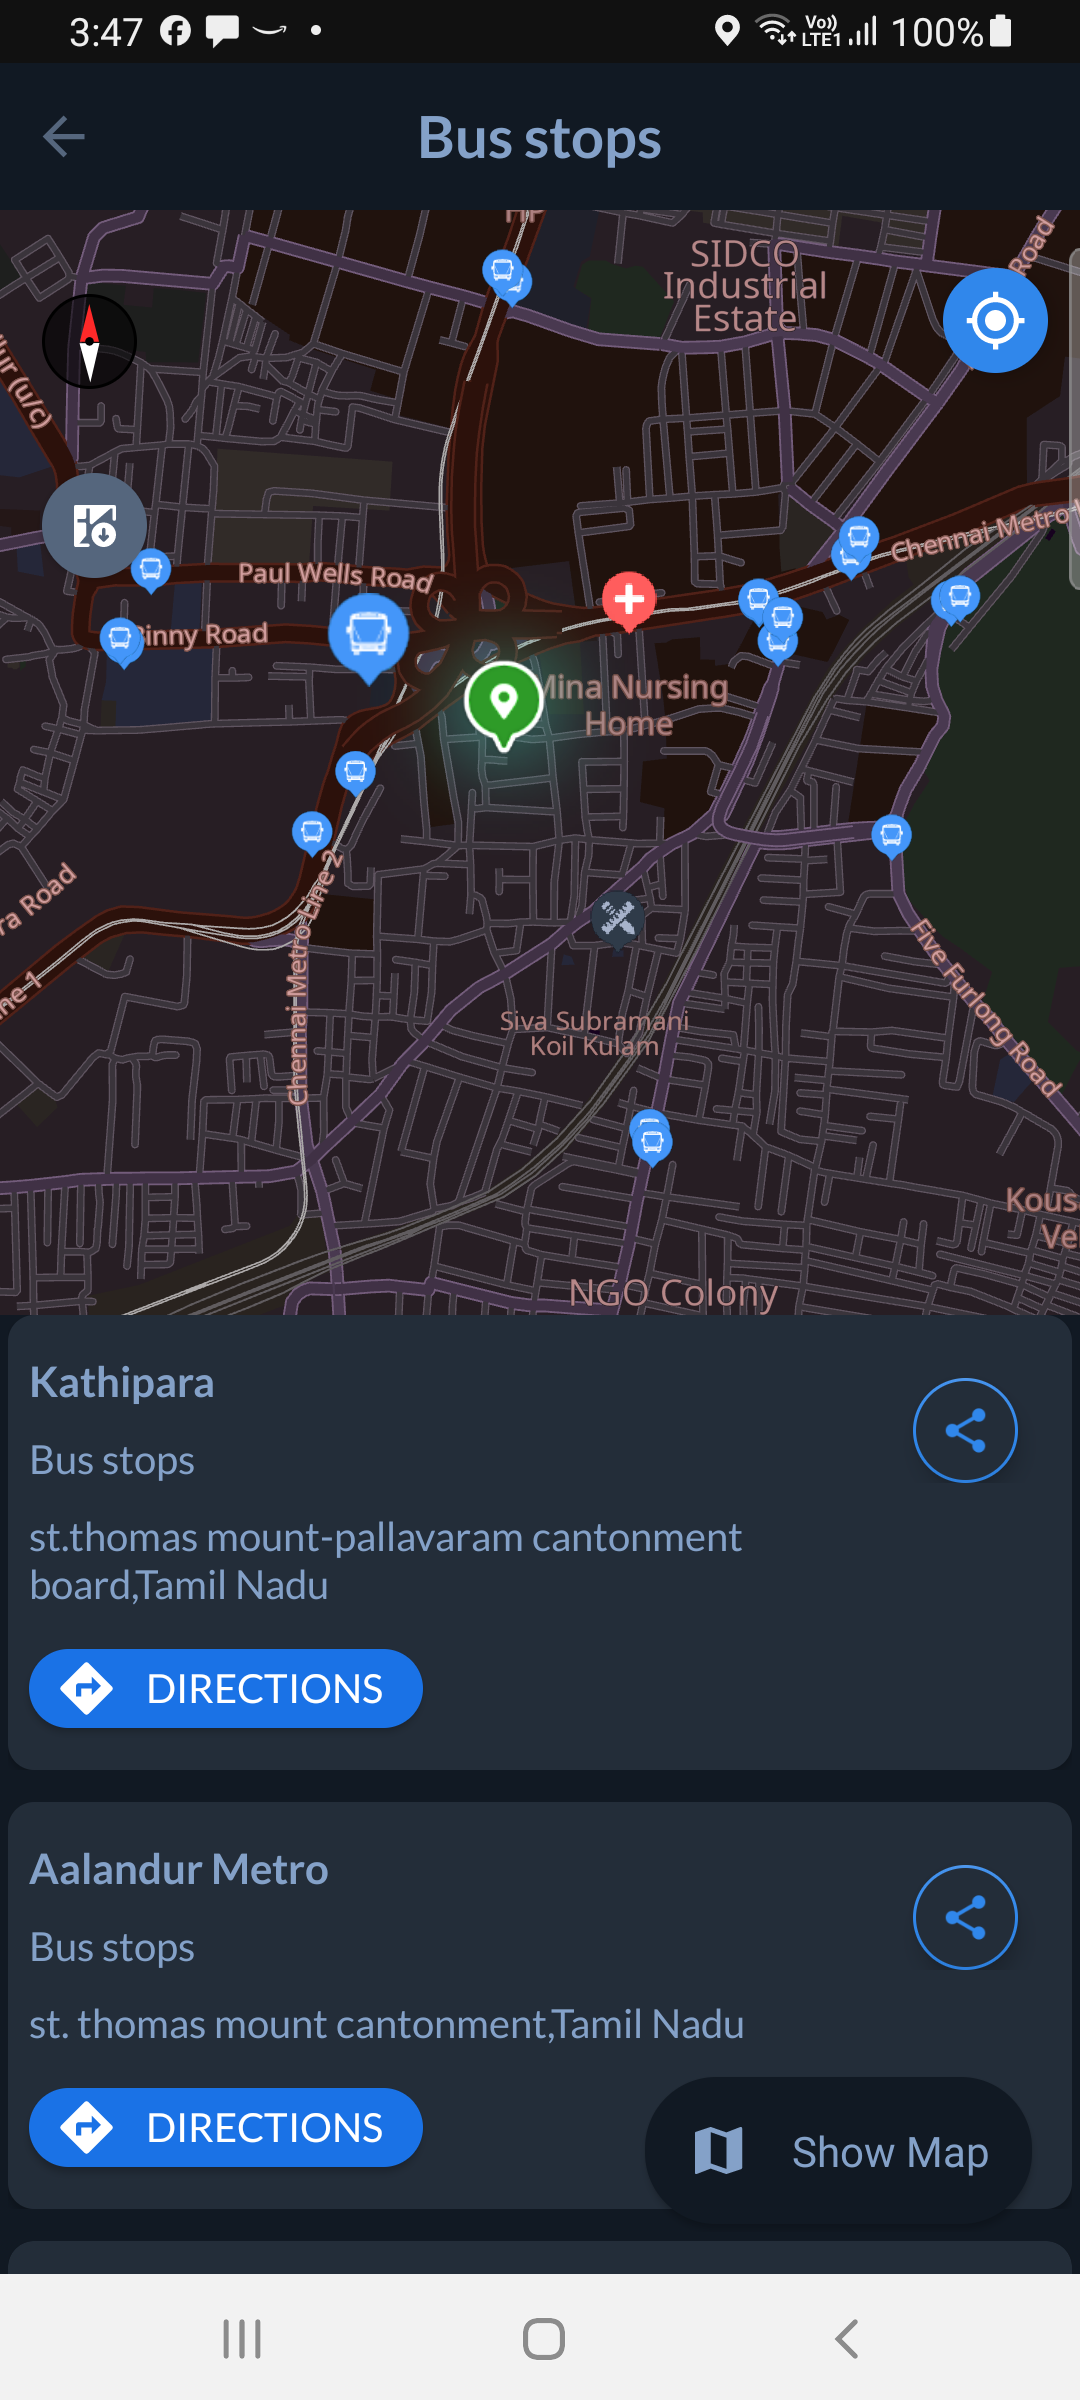 3:47
Vo))
LTE1
100%
Bus stops
SIDCO
Industrial
Estate
Road
ur (u/c)
Chennai Metro
Paul Wells Road
Binny Road
Mina Nursing
Home
Chennai Metro Line 2
ra Road
ne 1
Five Furlong Road
Siva Subramani
Koil Kulam
Kous
Ve
NGO Colony
Kathipara
Bus stops
st.thomas mount-pallavaram cantonment
board,Tamil Nadu
DIRECTIONS
Aalandur Metro
Bus stops
st. thomas mount cantonment,Tamil Nadu
DIRECTIONS
Show Map